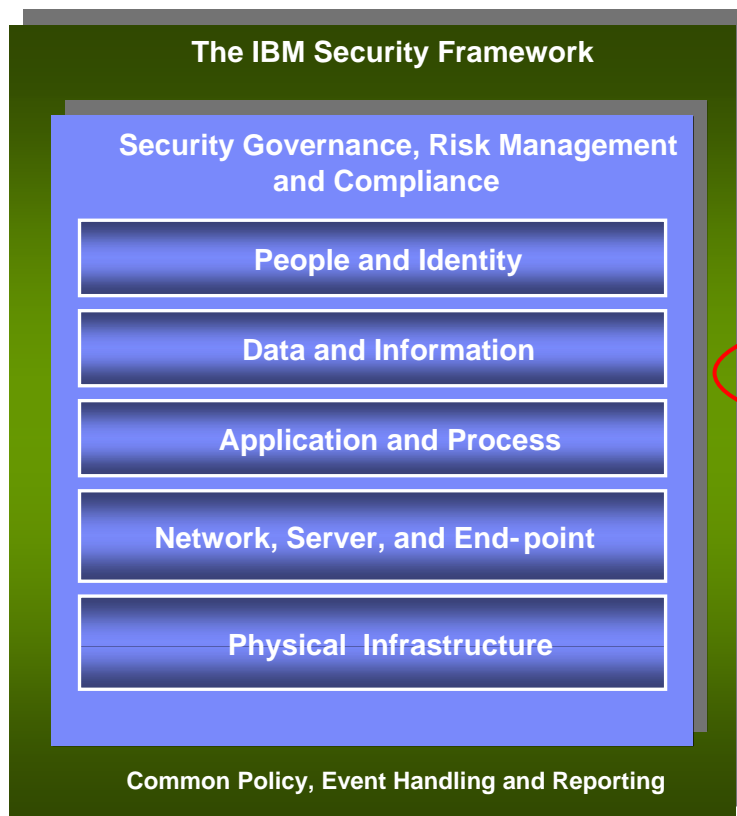 The IBM Security Framework
Security Governance, Risk Management
and Compliance
People and Identity
Data and Information
Application and Process
Network, Server, and End-point
Physical Infrastructure
Common Policy, Event Handling and Reporting